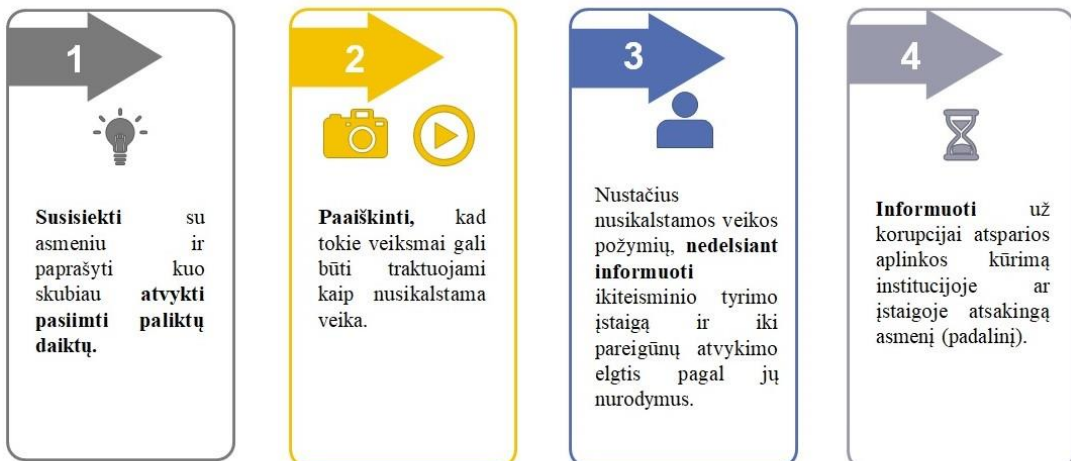 1
Susisiekti su
asmeniu ir
paprašyti kuo
skubiau atvykti
pasiimti paliktų
daiktų.
2
Paaiškinti, kad
tokie veiksmai gali
būti traktuojami
kaip nusikalstama
veika.
3
Nustačius
nusikalstamos veikos
požymių, nedelsiant
informuoti
ikiteisminio tyrimo
įstaigą ir iki
pareigūnų atvykimo
elgtis pagal jų
nurodymus.
4
Informuoti už
korupcijai atsparios
aplinkos kūrimą
institucijoje ar
įstaigoje atsakingą
asmenį (padalinį).